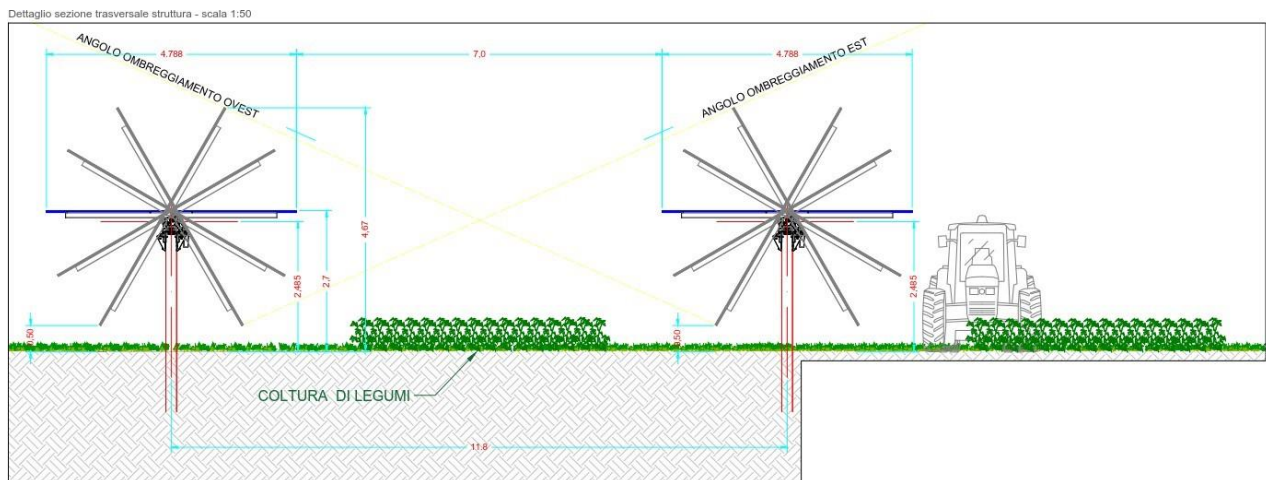 Dettaglio sezione trasversale struttura - scala 1:50
4.788
7,0
4.788
ANGOLO OMBREGGIAMENTO OVEST
ANGOLO OMBREGGIAMENTO EST
4,67
2,485
2,7
2,485
0,50
0,50
COLTURA DI LEGUMI
11.8